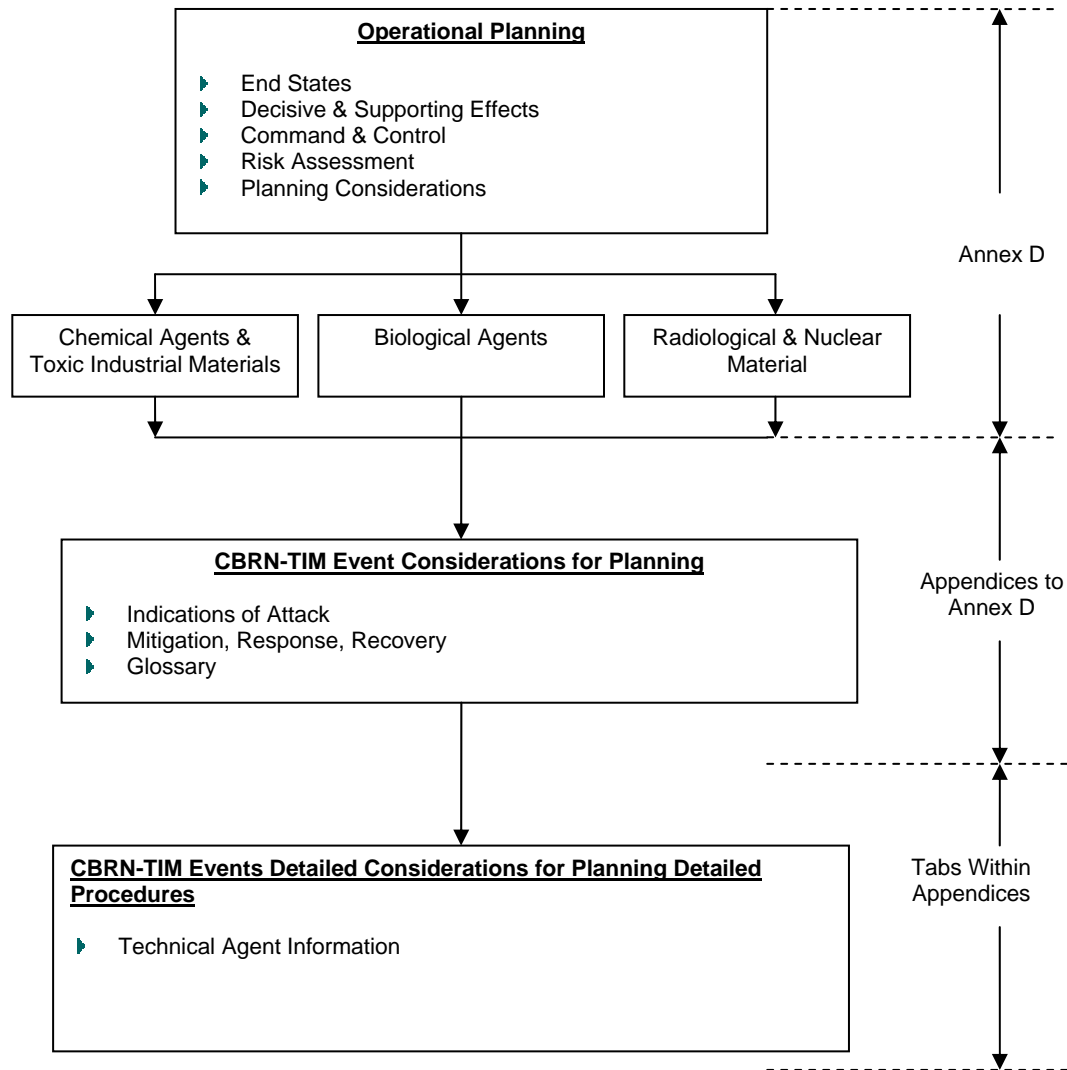 Operational Planning
End States
Decisive & Supporting Effects
Command & Control
Risk Assessment
Planning Considerations
Annex D
Chemical Agents &
Toxic Industrial Materials
Biological Agents
Radiological & Nuclear
Material
CBRN-TIM Event Considerations for Planning
Indications of Attack
Mitigation, Response, Recovery
Glossary
Appendices to
Annex D
CBRN-TIM Events Detailed Considerations for Planning Detailed
Procedures
Technical Agent Information
Tabs Within
Appendices